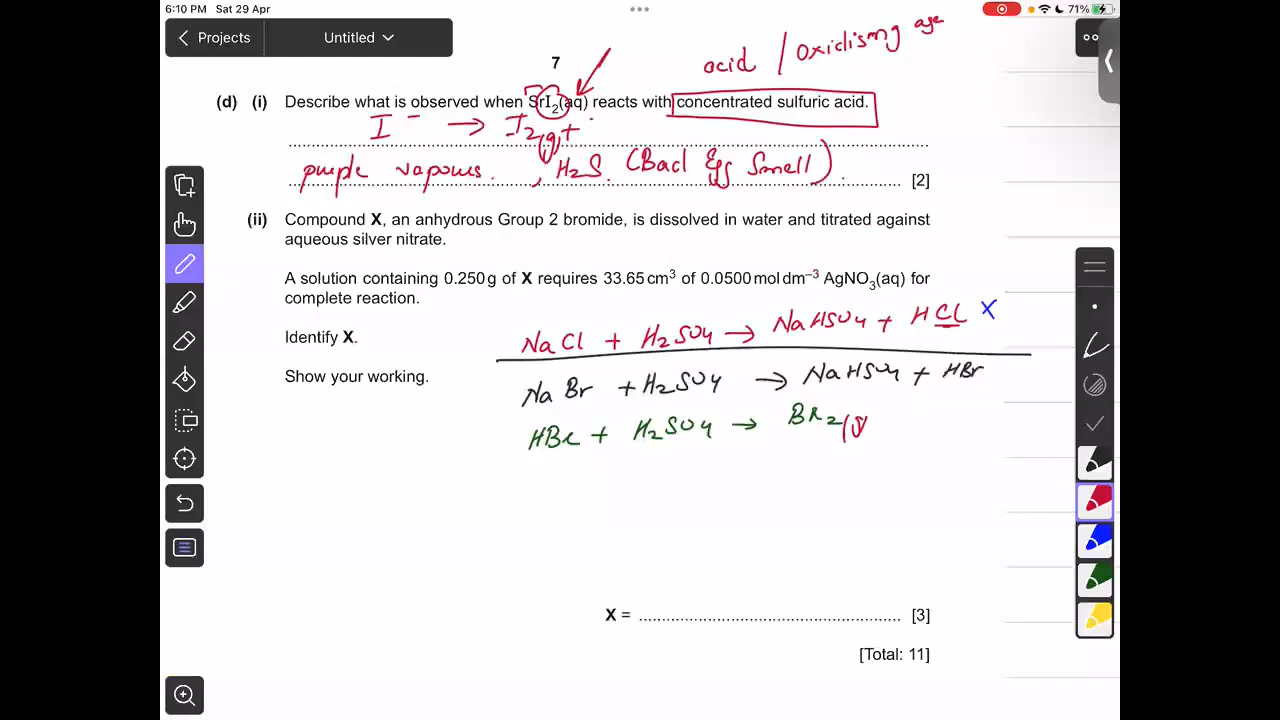 6:10 PM Sat 29 Apr
71%
Projects
Untitled
7
acid / oxidising age
(d) (i) Describe what is observed when SrI₂(aq) reacts with concentrated sulfuric acid.
I⁻ → I₂(g) +
purple vapours. , H₂S. (Bad Egg Smell).
[2]
(ii) Compound X, an anhydrous Group 2 bromide, is dissolved in water and titrated against
aqueous silver nitrate.
A solution containing 0.250 g of X requires 33.65 cm³ of 0.0500 mol dm⁻³ AgNO₃(aq) for
complete reaction.
NaCl + H₂SO₄ → NaHSO₄ + HCl X
Identify X.
Show your working.
NaBr + H₂SO₄ → NaHSO₄ + HBr
HBr + H₂SO₄ → Br₂
X = [3]
[Total: 11]